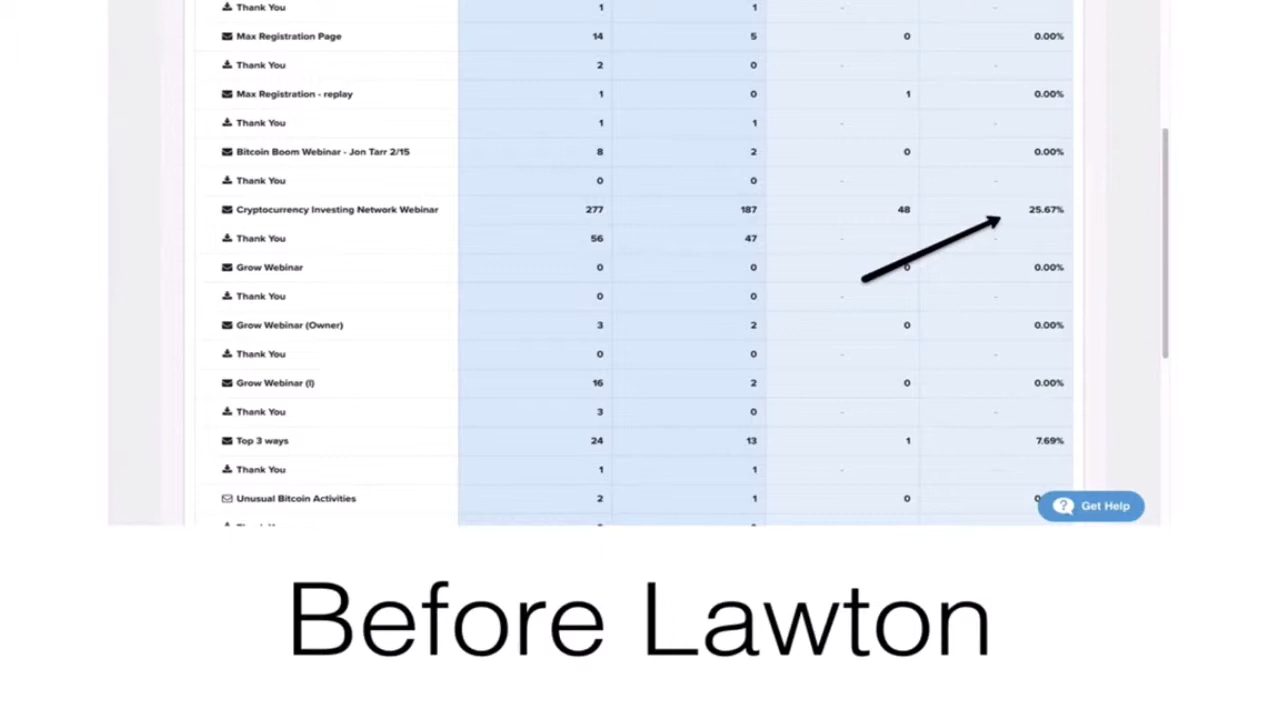 Thank You 1 1 - -
Max Registration Page 14 5 0 0.00%
Thank You 2 0 - -
Max Registration - replay 1 0 1 0.00%
Thank You 1 1 - -
Bitcoin Boom Webinar - Jon Tarr 2/15 8 2 0 0.00%
Thank You 0 0 - -
Cryptocurrency Investing Network Webinar 277 187 48 25.67%
Thank You 56 47 - -
Grow Webinar 0 0 0 0.00%
Thank You 0 0 - -
Grow Webinar (Owner) 3 2 0 0.00%
Thank You 0 0 - -
Grow Webinar (I) 16 2 0 0.00%
Thank You 3 0 - -
Top 3 ways 24 13 1 7.69%
Thank You 1 1 - -
Unusual Bitcoin Activities 2 1 0
Get Help
Before Lawton